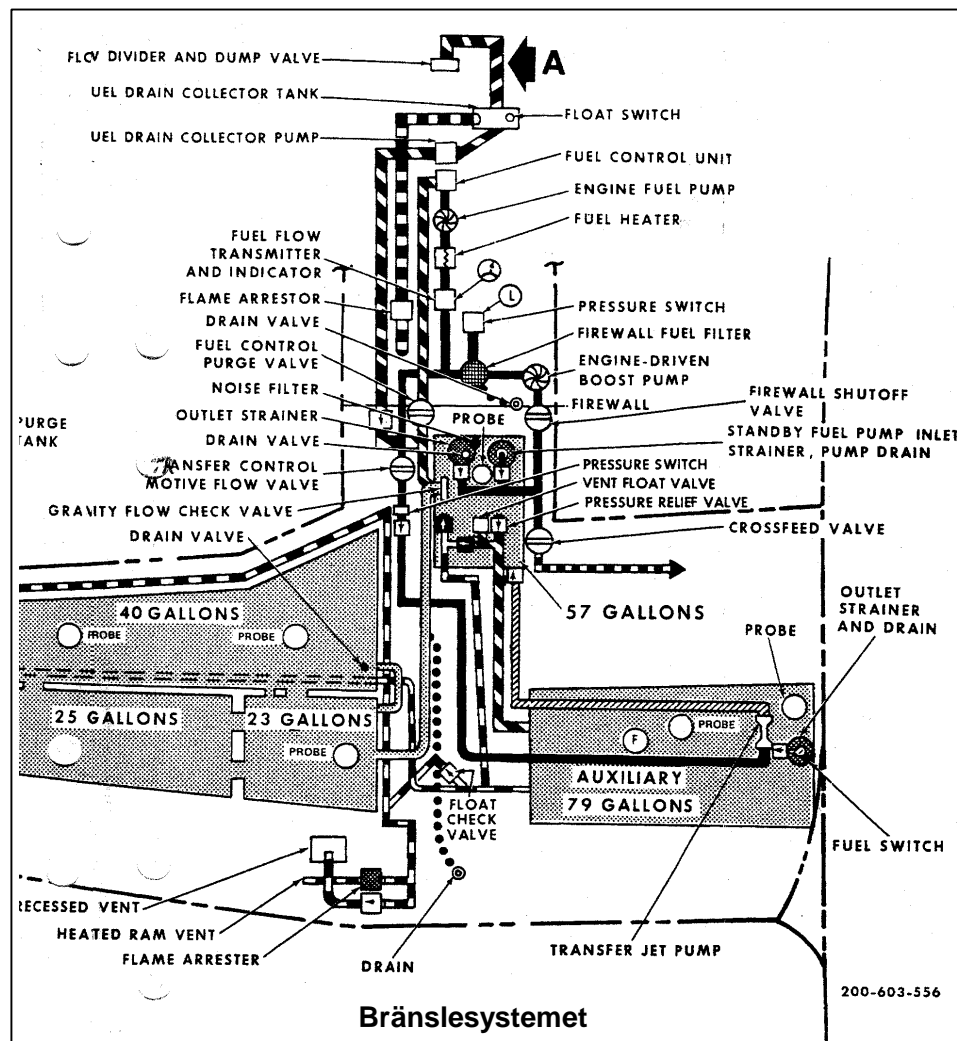 FLOV DIVIDER AND DUMP VALVE
A
UEL DRAIN COLLECTOR TANK
FLOAT SWITCH
UEL DRAIN COLLECTOR PUMP
FUEL CONTROL UNIT
ENGINE FUEL PUMP
FUEL HEATER
FUEL FLOW
TRANSMITTER
AND INDICATOR
FLAME ARRESTOR
L
PRESSURE SWITCH
DRAIN VALVE
FIREWALL FUEL FILTER
FUEL CONTROL
PURGE VALVE
ENGINE-DRIVEN
BOOST PUMP
NOISE FILTER
FIREWALL
FIREWALL SHUTOFF
VALVE
OUTLET STRAINER
PROBE
PURGE
TANK
DRAIN VALVE
STANDBY FUEL PUMP INLET
STRAINER, PUMP DRAIN
ANSFER CONTROL
MOTIVE FLOW VALVE
PRESSURE SWITCH
VENT FLOAT VALVE
PRESSURE RELIEF VALVE
GRAVITY FLOW CHECK VALVE
CROSSFEED VALVE
DRAIN VALVE
40 GALLONS
57 GALLONS
OUTLET
STRAINER
AND DRAIN
PROBE
PROBE
PROBE
25 GALLONS
23 GALLONS
PROBE
PROBE
F
AUXILIARY
79 GALLONS
FLOAT
CHECK
VALVE
FUEL SWITCH
RECESSED VENT
HEATED RAM VENT
FLAME ARRESTER
DRAIN
TRANSFER JET PUMP
200-603-556
Bränslesystemet